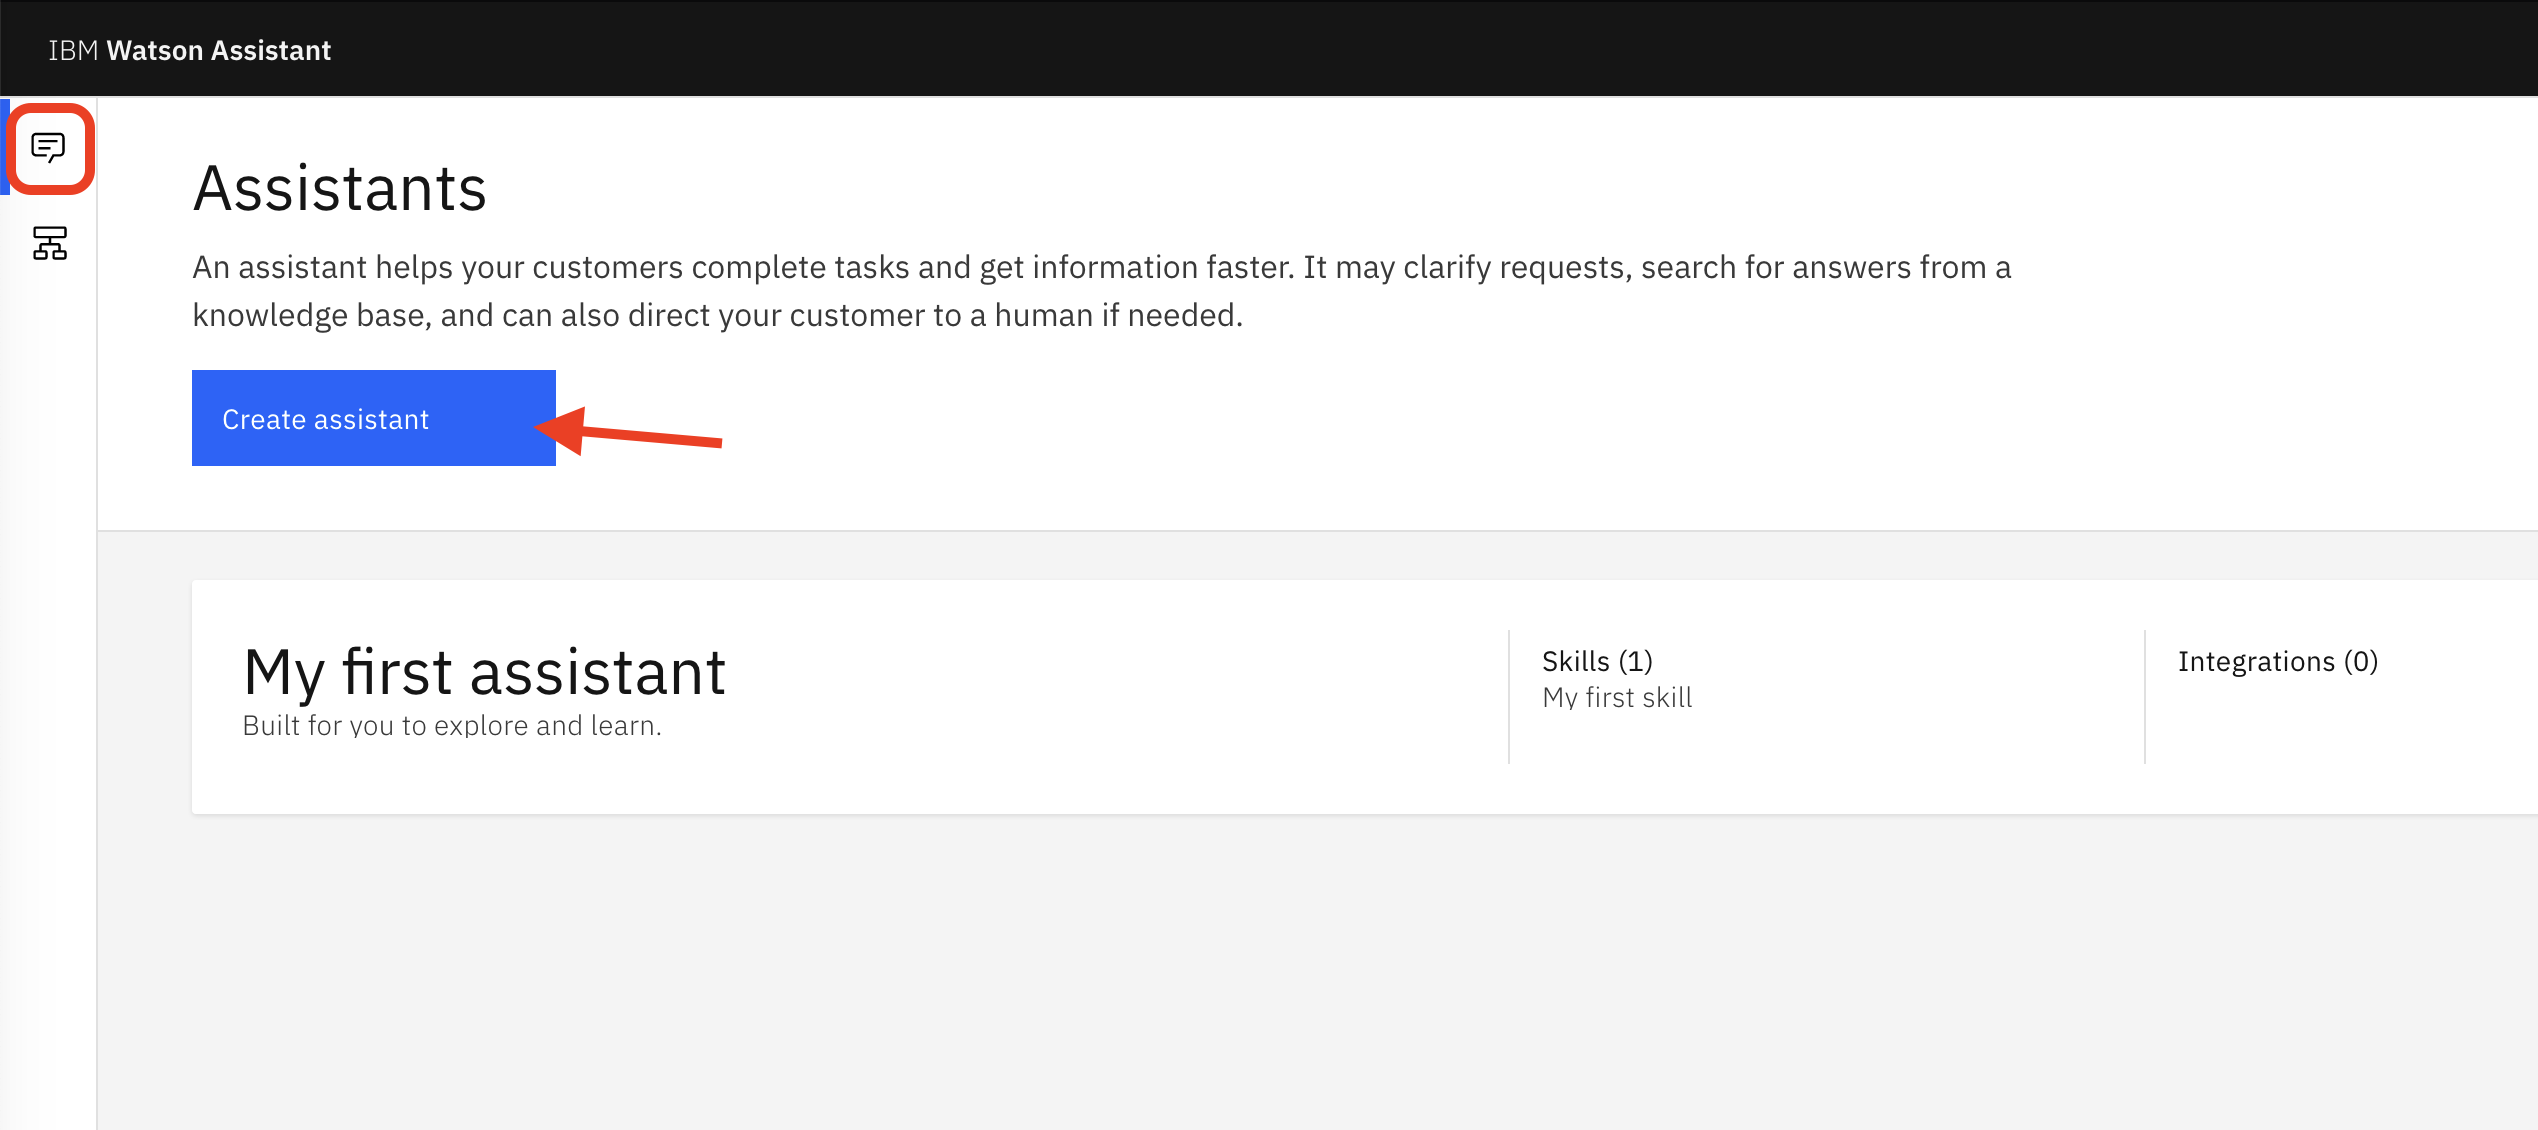 IBM Watson Assistant
Assistants
An assistant helps your customers complete tasks and get information faster. It may clarify requests, search for answers from a
knowledge base, and can also direct your customer to a human if needed.
Create assistant
My first assistant
Built for you to explore and learn.
Skills (1)
My first skill
Integrations (0)